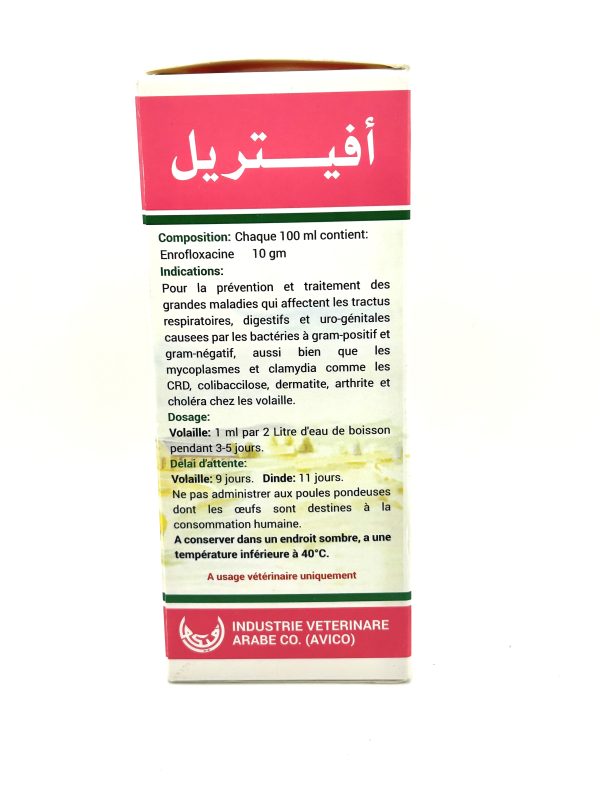 أفيتريل
Composition: Chaque 100 ml contient:
Enrofloxacine 10 gm
Indications:
Pour la prévention et traitement des
grandes maladies qui affectent les tractus
respiratoires, digestifs et uro-génitales
causees par les bactéries à gram-positif et
gram-négatif, aussi bien que les
mycoplasmes et clamydia comme les
CRD, colibaccilose, dermatite, arthrite et
choléra chez les volaille.
Dosage:
Volaille: 1 ml par 2 Litre d'eau de boisson
pendant 3-5 jours.
Délai d'attente:
Volaille: 9 jours. Dinde: 11 jours.
Ne pas administrer aux poules pondeuses
dont les œufs sont destines à la
consommation humaine.
A conserver dans un endroit sombre, a une
température inférieure à 40°C.
A usage vétérinaire uniquement
افيكو
INDUSTRIE VETERINARE
ARABE CO. (AVICO)